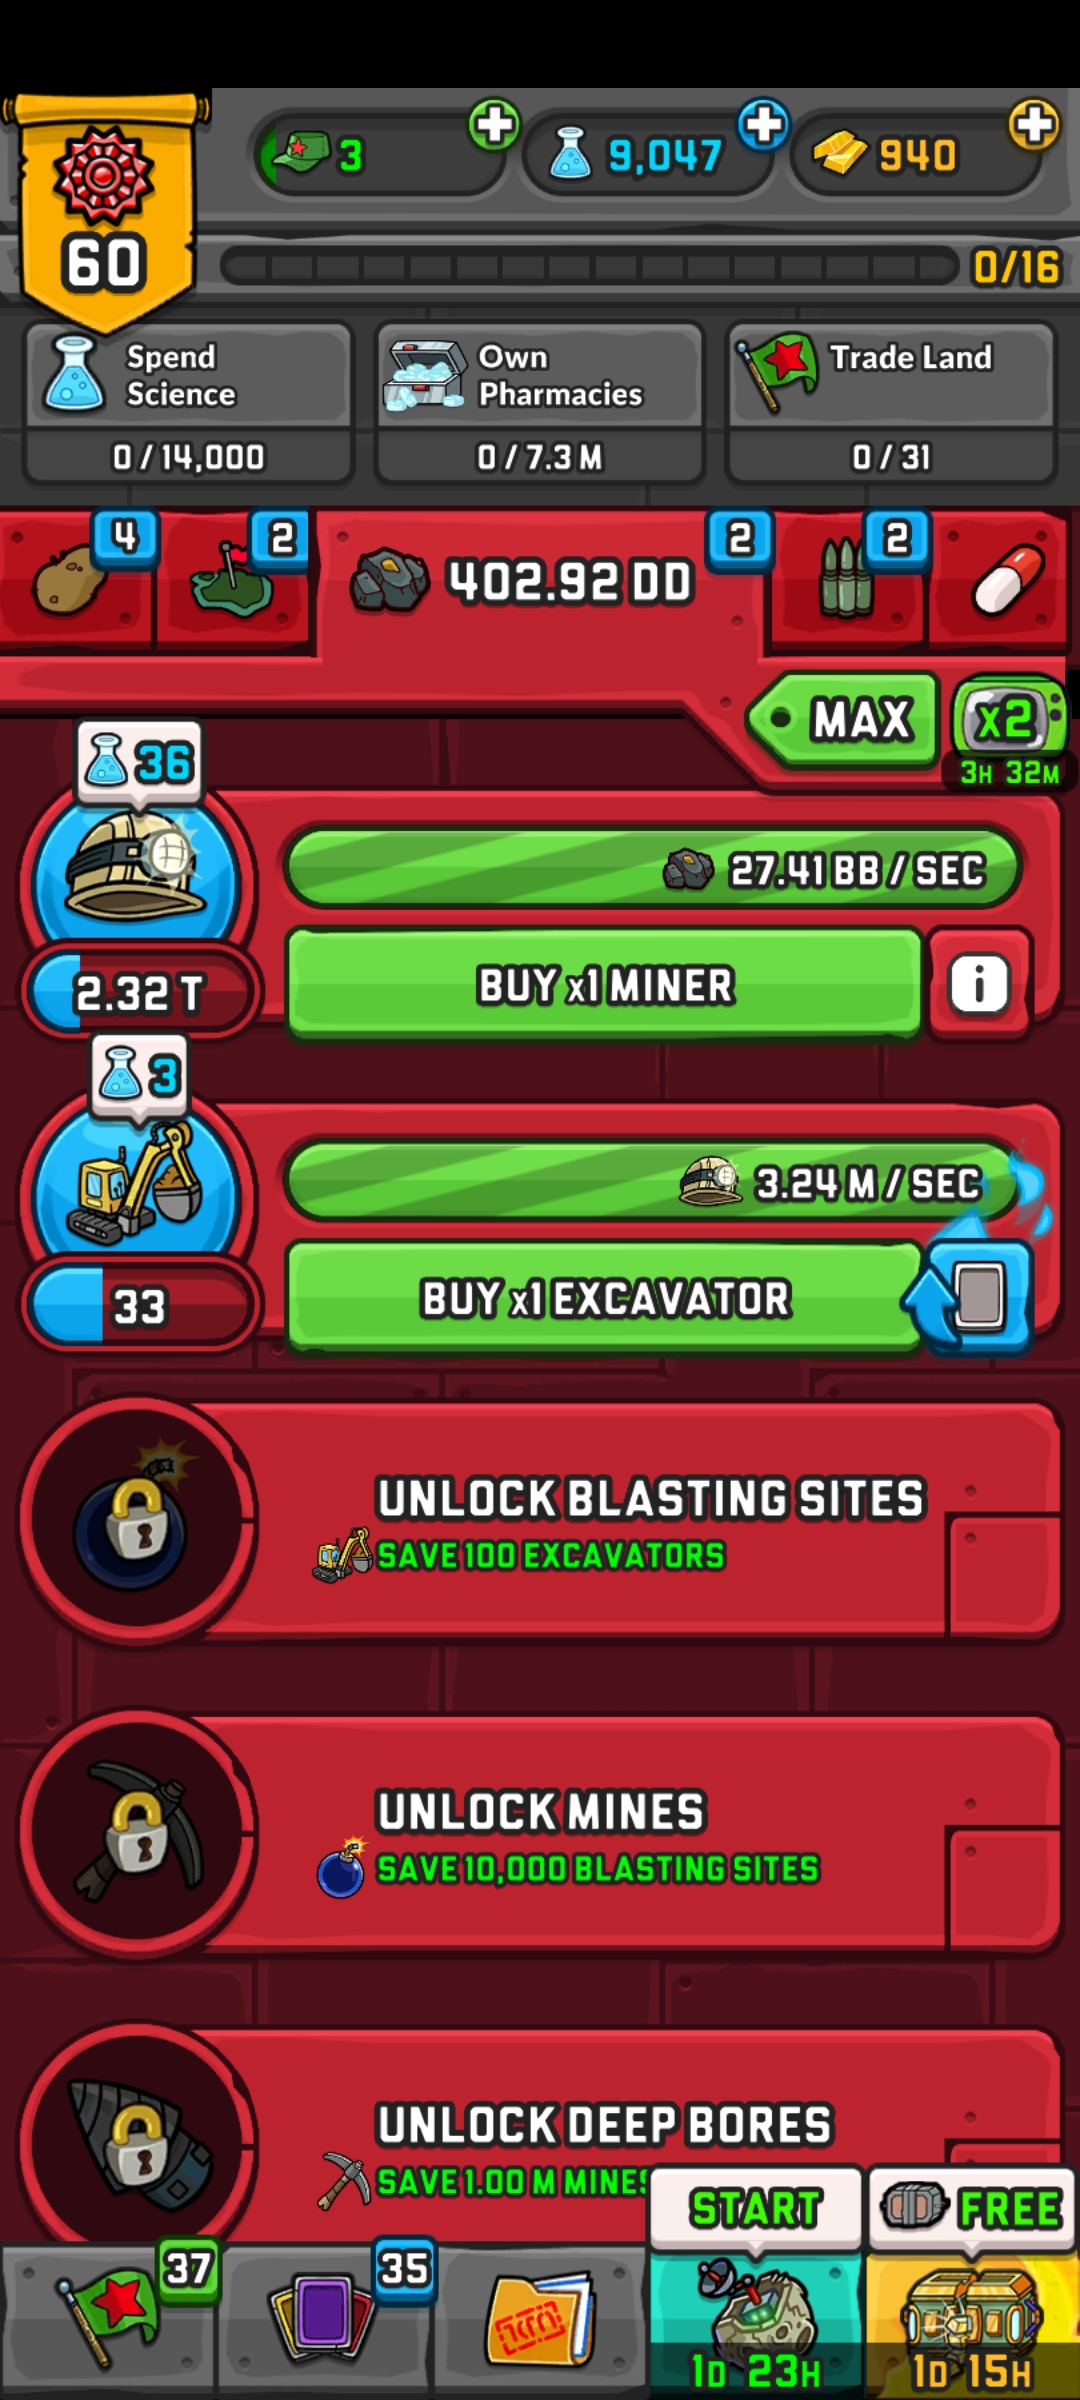 60
3
9,047
940
0/16
Spend
Science
0 / 14,000
Own
Pharmacies
0 / 7.3 M
Trade Land
0 / 31
4
2
402.92 DD
2
2
MAX
x2
3H 32M
36
27.41 BB / SEC
2.32 T
BUY x1 MINER
i
3
3.24 M / SEC
33
BUY x1 EXCAVATOR
UNLOCK BLASTING SITES
SAVE 100 EXCAVATORS
UNLOCK MINES
SAVE 10,000 BLASTING SITES
UNLOCK DEEP BORES
SAVE 1.00 M MINES
START
FREE
37
35
1D 23H
1D 15H